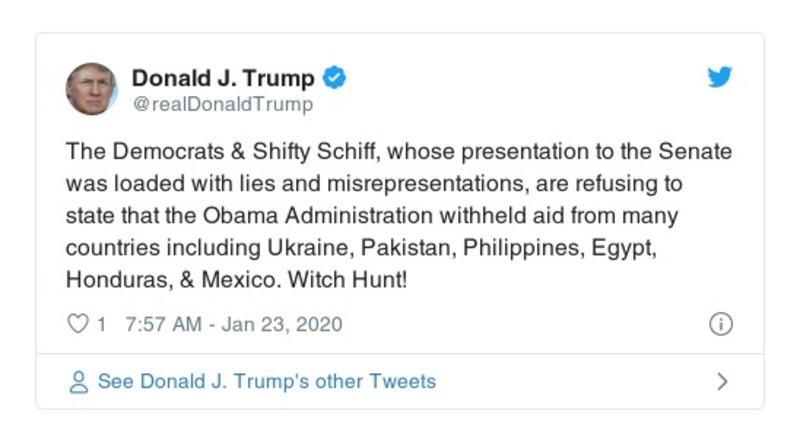 Donald J. Trump
@realDonaldTrump
The Democrats & Shifty Schiff, whose presentation to the Senate
was loaded with lies and misrepresentations, are refusing to
state that the Obama Administration withheld aid from many
countries including Ukraine, Pakistan, Philippines, Egypt,
Honduras, & Mexico. Witch Hunt!
1 7:57 AM - Jan 23, 2020
See Donald J. Trump's other Tweets